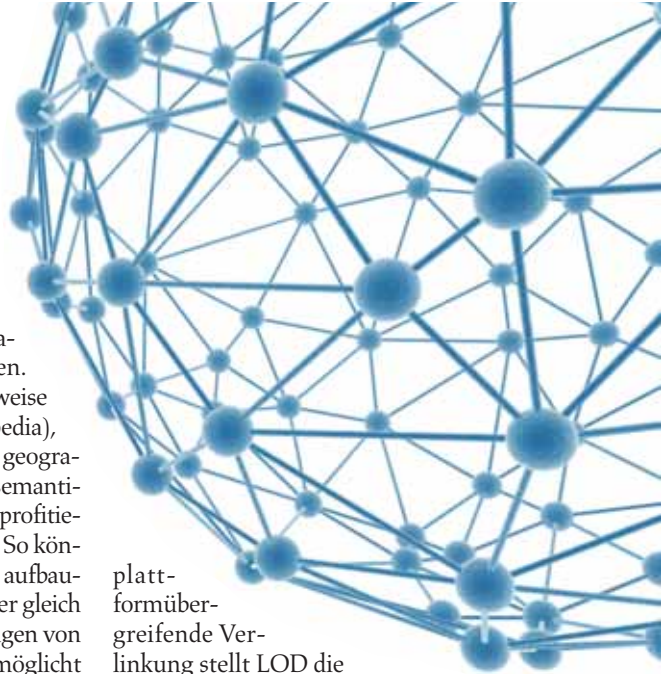 a-
en.
weise
pedia),
geogra-
emanti-
profitie-
So kön-
aufbau-
er gleich
gen von
möglicht
platt-
formüber-
greifende Ver-
linkung stellt LOD die